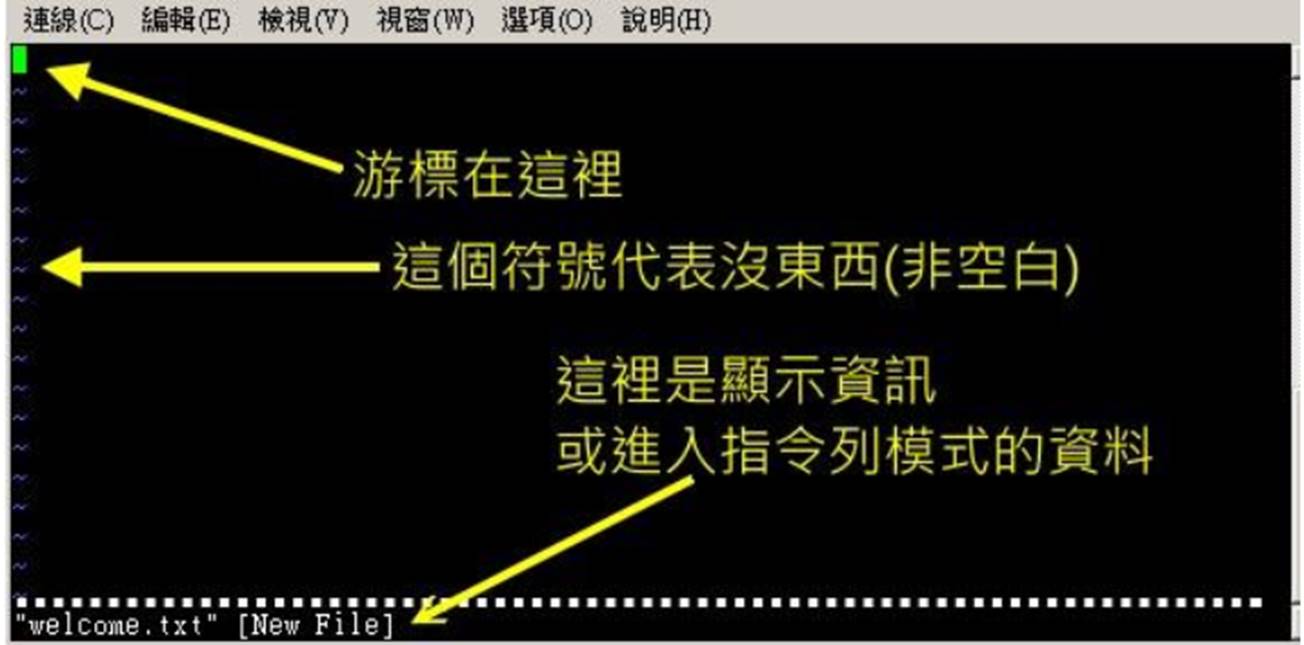 連線(C) 編輯(E) 檢視(V) 視窗(W) 選項(O) 說明(H)
游標在這裡
~
~
~
~
~
~
~ 這個符號代表沒東西(非空白)
~
~
~
~
~
~
~
~
~
~
~
這裡是顯示資訊
或進入指令列模式的資料
"welcome.txt" [New File]